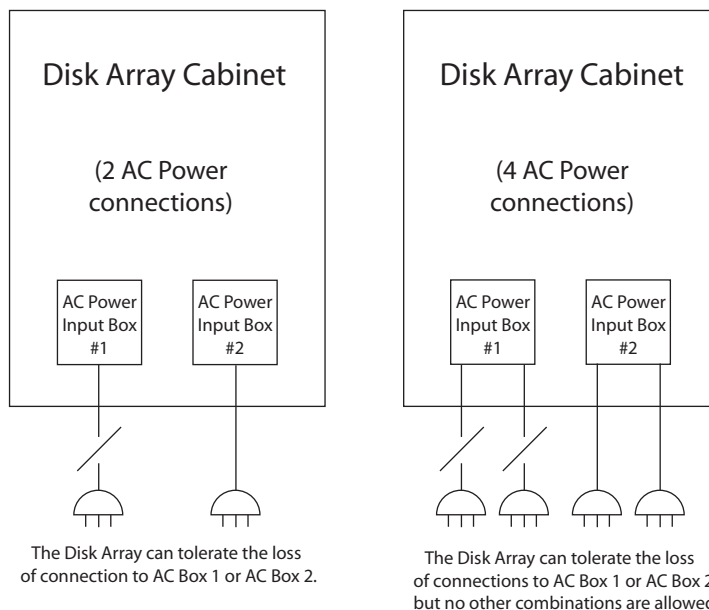 Disk Array Cabinet
(2 AC Power
connections)
AC Power
Input Box
#1
AC Power
Input Box
#2
The Disk Array can tolerate the loss
of connection to AC Box 1 or AC Box 2.
Disk Array Cabinet
(4 AC Power
connections)
AC Power
Input Box
#1
AC Power
Input Box
#2
The Disk Array can tolerate the loss
of connections to AC Box 1 or AC Box 2
but no other combinations are allowed